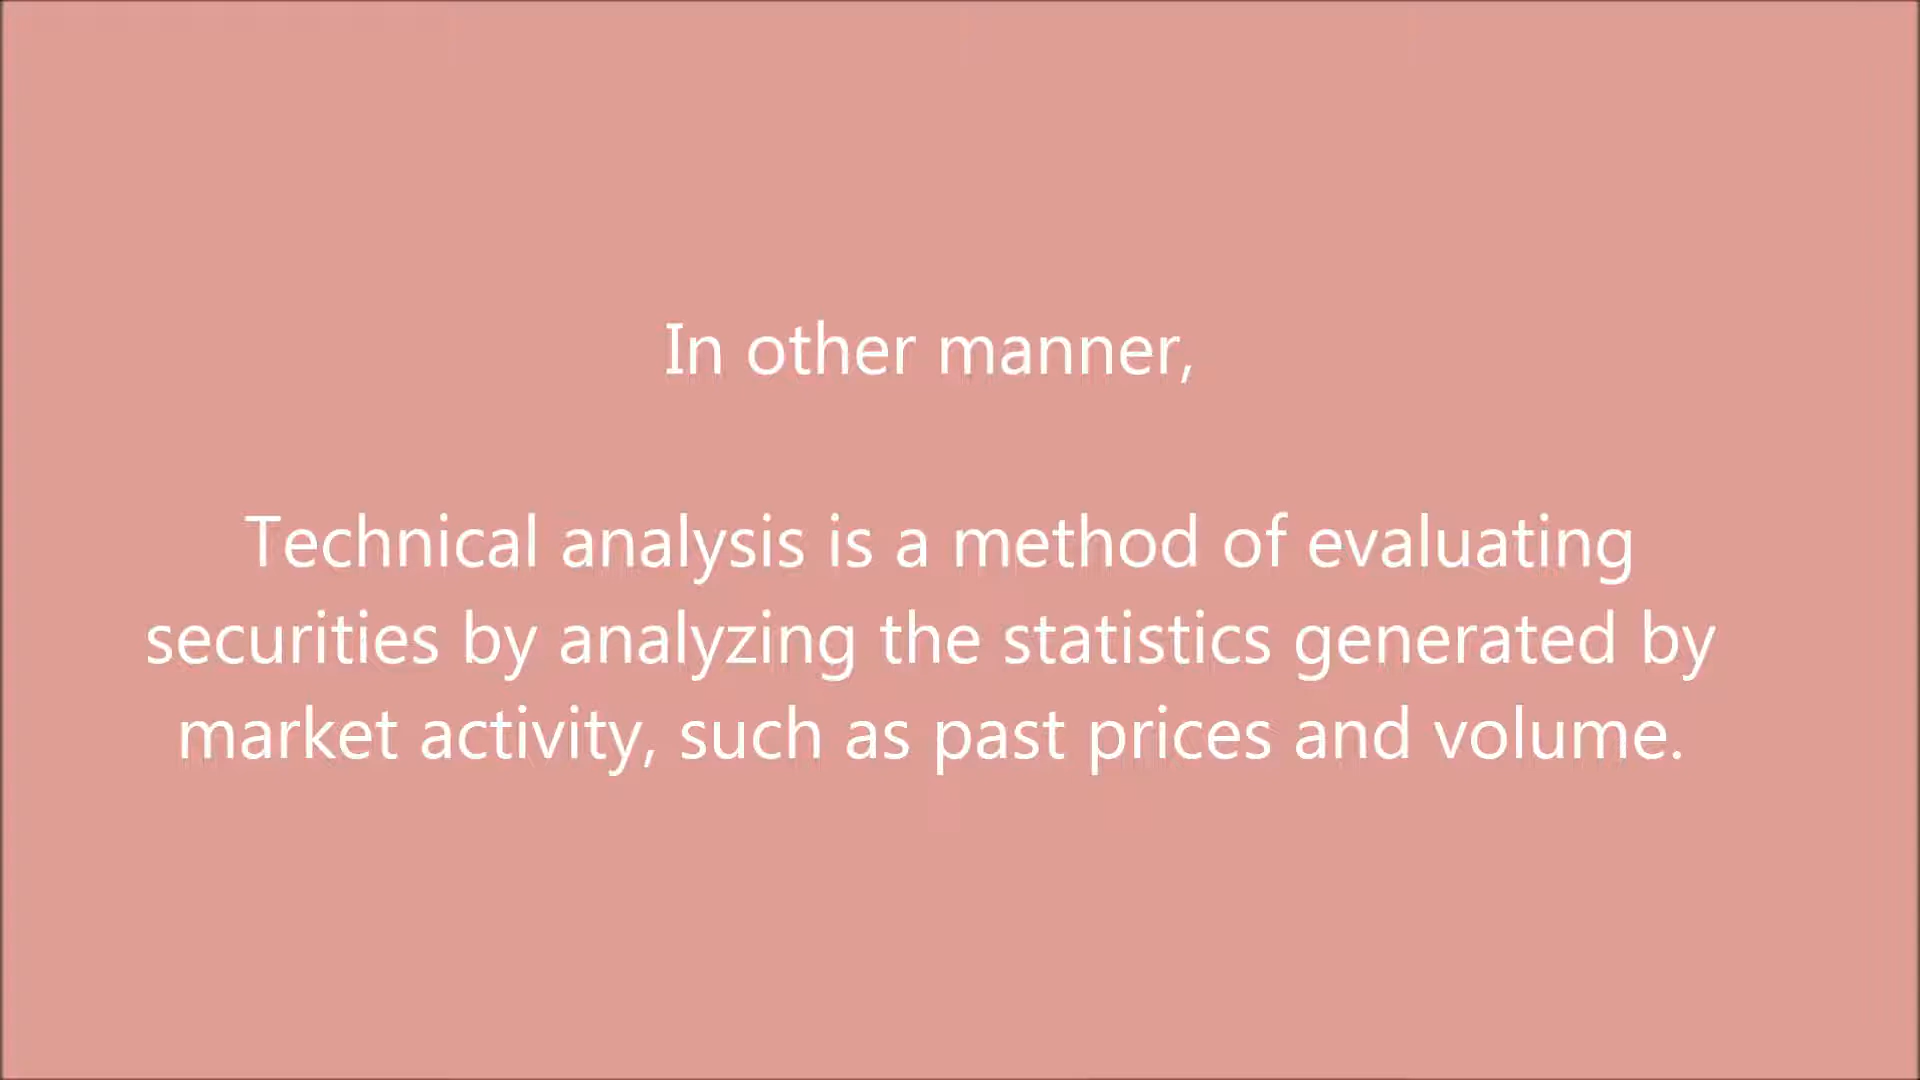 In other manner,
Technical analysis is a method of evaluating
securities by analyzing the statistics generated by
market activity, such as past prices and volume.